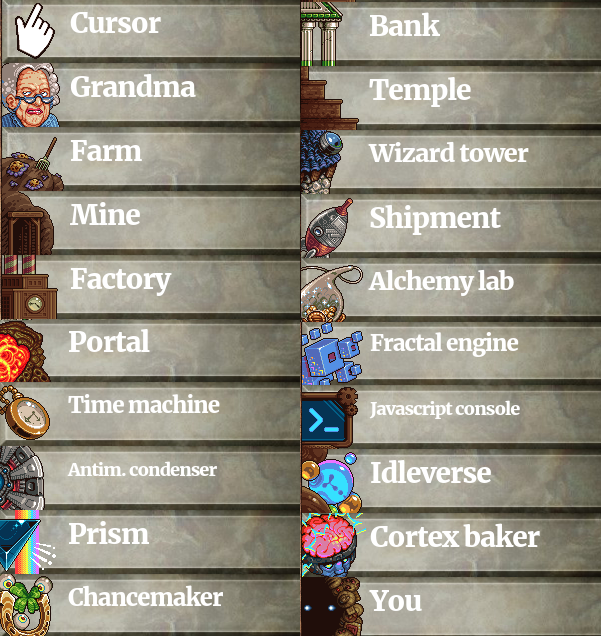 Cursor
Grandma
Farm
Mine
Factory
Portal
Time machine
Antim. condenser
Prism
Chancemaker
Bank
Temple
Wizard tower
Shipment
Alchemy lab
Fractal engine
Javascript console
Idleverse
Cortex baker
You